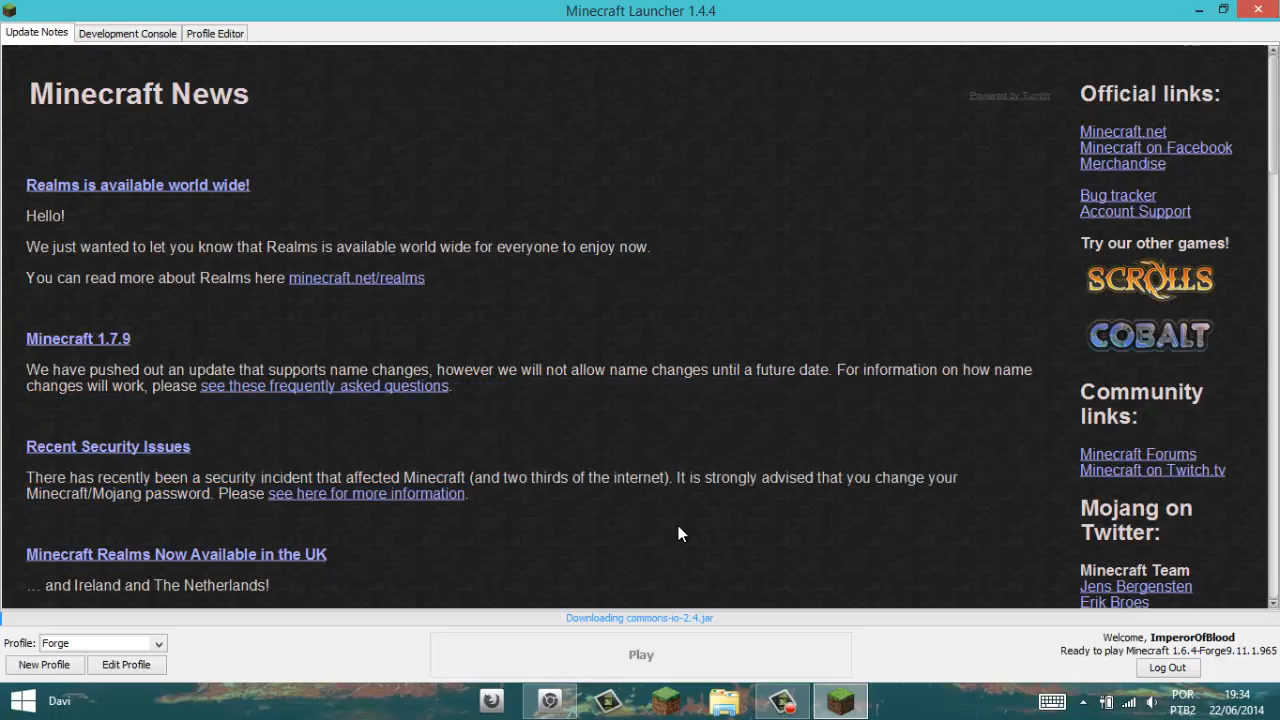 Minecraft Launcher 1.4.4
Update Notes
Development Console
Profile Editor
Minecraft News
Powered by Tumblr
Realms is available world wide!
Hello!
We just wanted to let you know that Realms is available world wide for everyone to enjoy now.
You can read more about Realms here minecraft.net/realms
Minecraft 1.7.9
We have pushed out an update that supports name changes, however we will not allow name changes until a future date. For information on how name
changes will work, please see these frequently asked questions.
Recent Security Issues
There has recently been a security incident that affected Minecraft (and two thirds of the internet). It is strongly advised that you change your
Minecraft/Mojang password. Please see here for more information.
Minecraft Realms Now Available in the UK
… and Ireland and The Netherlands!
Official links:
Minecraft.net
Minecraft on Facebook
Merchandise
Bug tracker
Account Support
Try our other games!
SCROLLS
COBALT
Community
links:
Minecraft Forums
Minecraft on Twitch.tv
Mojang on
Twitter:
Minecraft Team
Jens Bergensten
Erik Broes
Downloading commons-io-2.4.jar
Profile: Forge
New Profile
Edit Profile
Play
Welcome, ImperorOfBlood
Ready to play Minecraft 1.6.4-Forge9.11.1.965
Log Out
Davi
POR
PTB2
19:34
22/06/2014